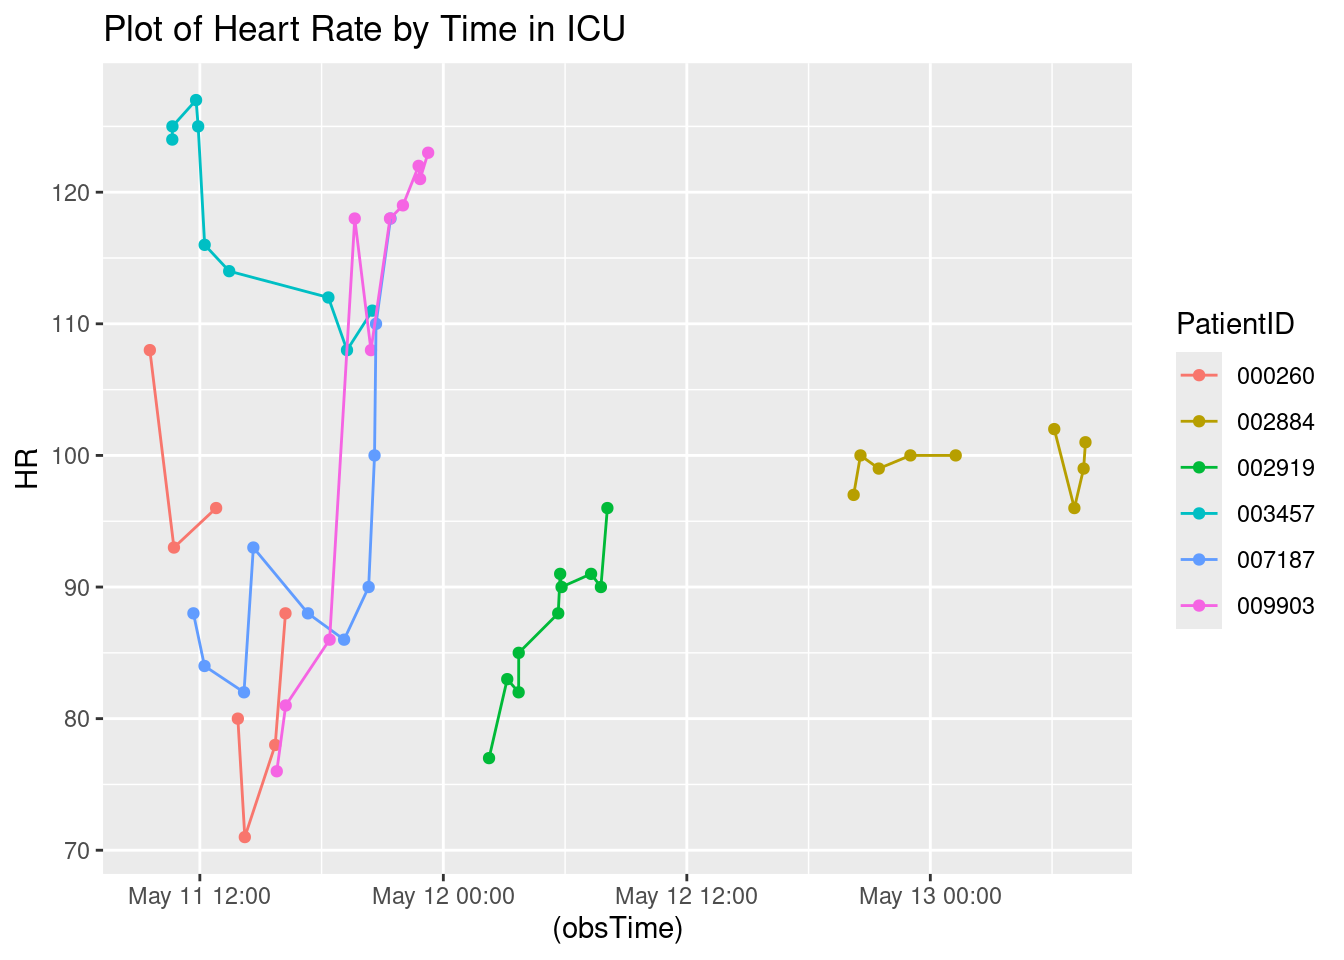 Plot of Heart Rate by Time in ICU
HR
120
110
100
90
80
70
May 11 12:00
May 12 00:00
May 12 12:00
May 13 00:00
(obsTime)
PatientID
000260
002884
002919
003457
007187
009903